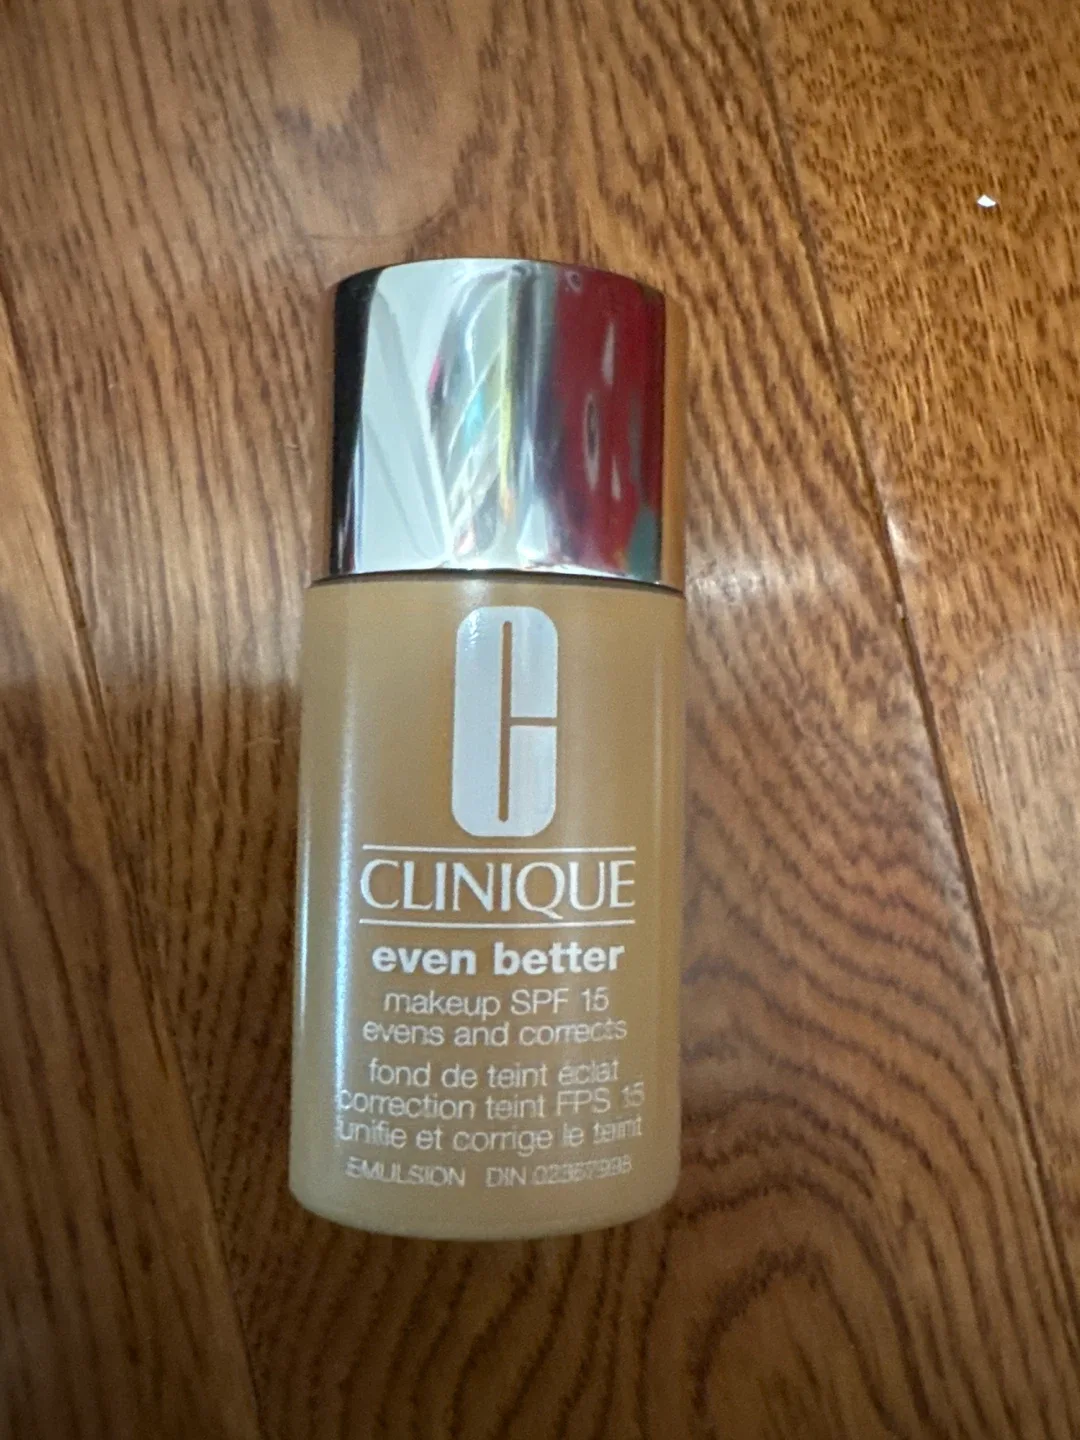 C
CLINIQUE
even better
makeup SPF 15
evens and corrects
fond de teint éclat
correction teint FPS 15
unifie et corrige le teint
EMULSION DIN